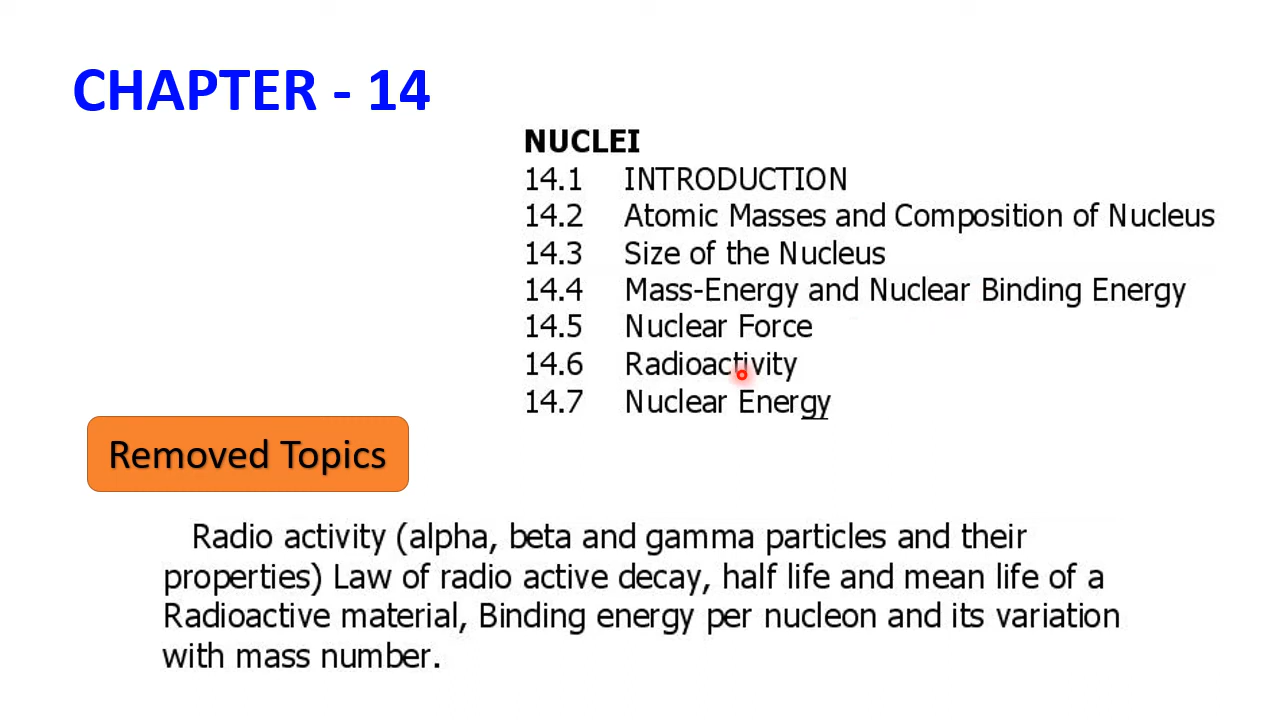 CHAPTER - 14
NUCLEI
14.1 INTRODUCTION
14.2 Atomic Masses and Composition of Nucleus
14.3 Size of the Nucleus
14.4 Mass-Energy and Nuclear Binding Energy
14.5 Nuclear Force
14.6 Radioactivity
14.7 Nuclear Energy
Removed Topics
Radio activity (alpha, beta and gamma particles and their
properties) Law of radio active decay, half life and mean life of a
Radioactive material, Binding energy per nucleon and its variation
with mass number.